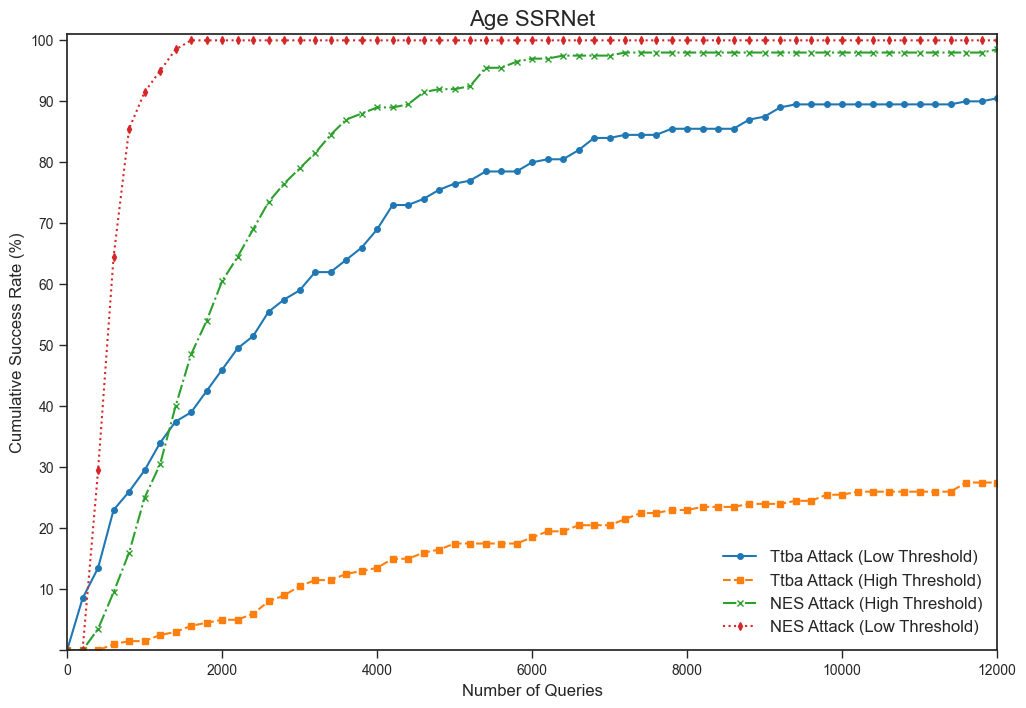 Age SSRNet
100
90
80
70
60
50
40
30
20
10
Cumulative Success Rate (%)
Ttba Attack (Low Threshold)
Ttba Attack (High Threshold)
NES Attack (High Threshold)
NES Attack (Low Threshold)
0 2000 4000 6000 8000 10000 12000
Number of Queries